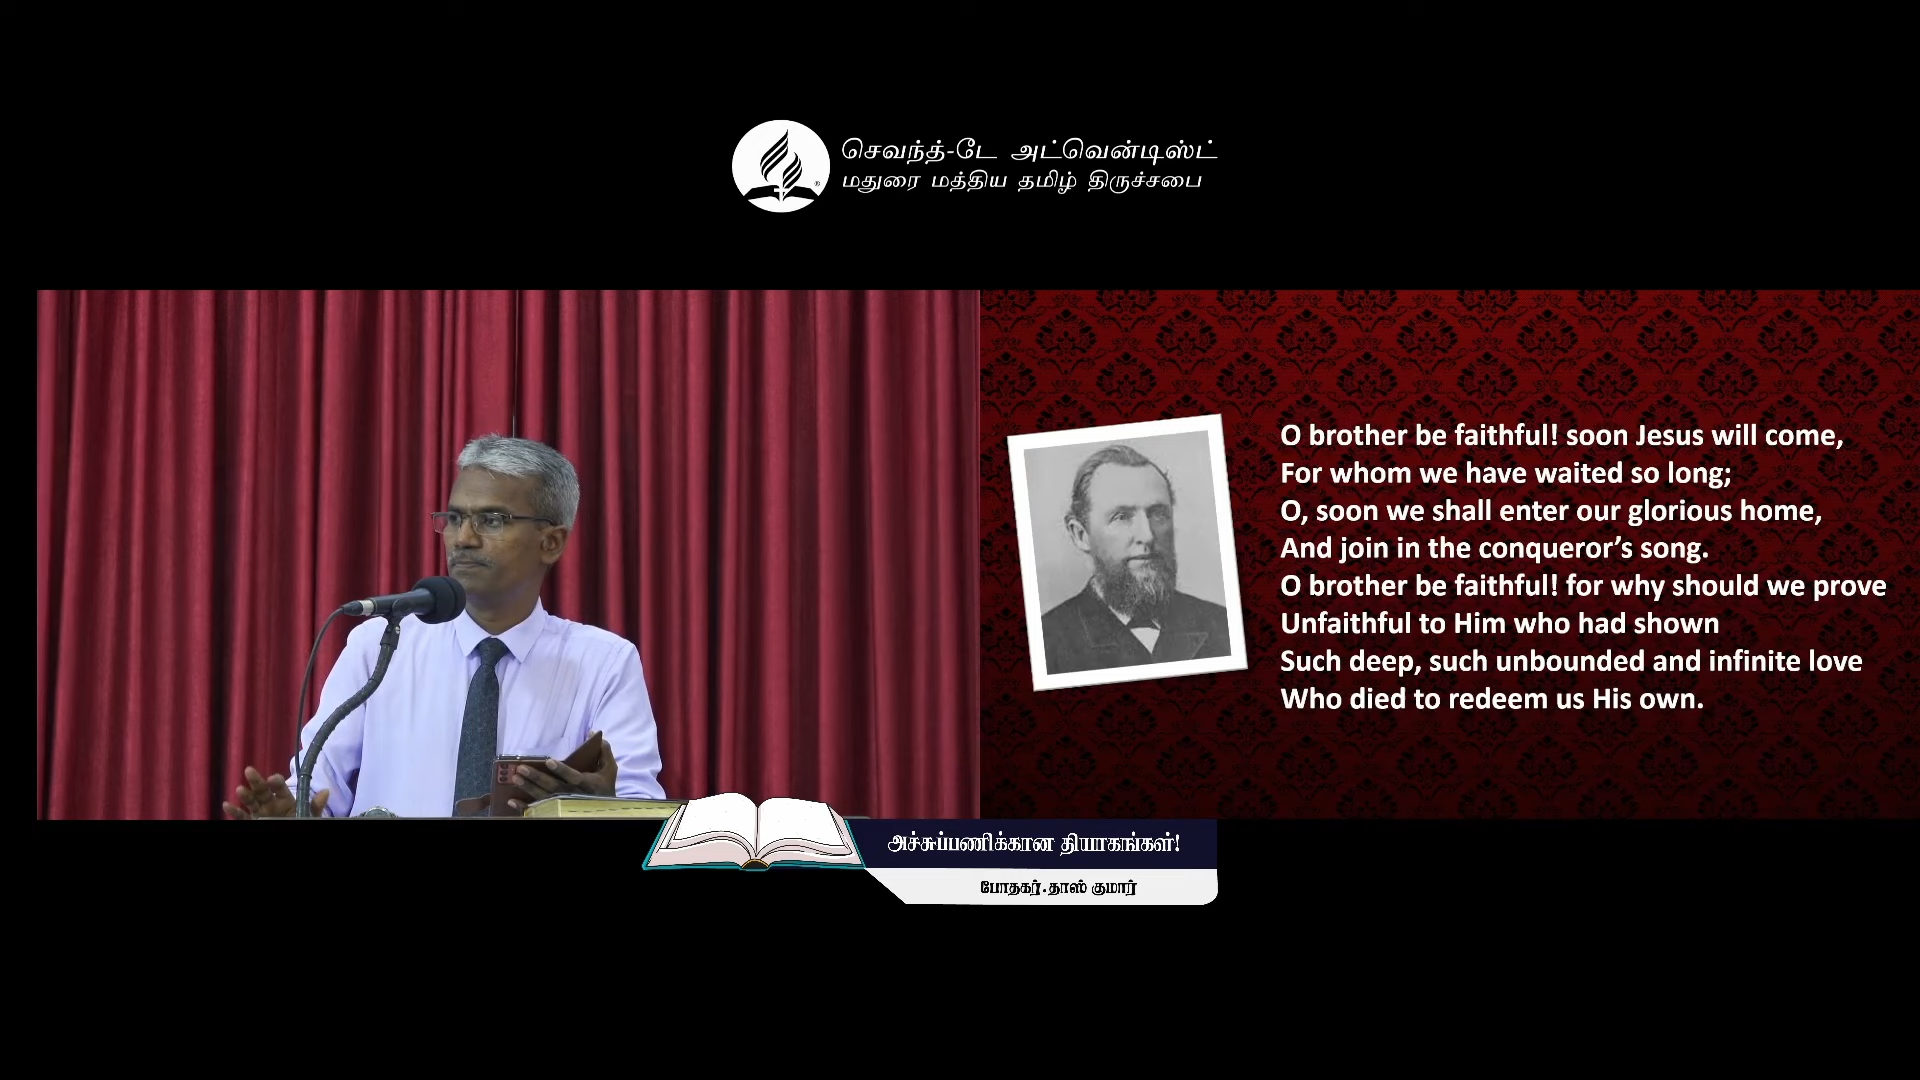 செவந்த்-டே அட்வென்டிஸ்ட்
மதுரை மத்திய தமிழ் திருச்சபை
O brother be faithful! soon Jesus will come,
For whom we have waited so long;
O, soon we shall enter our glorious home,
And join in the conqueror’s song.
O brother be faithful! for why should we prove
Unfaithful to Him who had shown
Such deep, such unbounded and infinite love
Who died to redeem us His own.
அச்சுப்பணிக்கான தியாகங்கள்!
போதகர்.தாஸ் குமார்